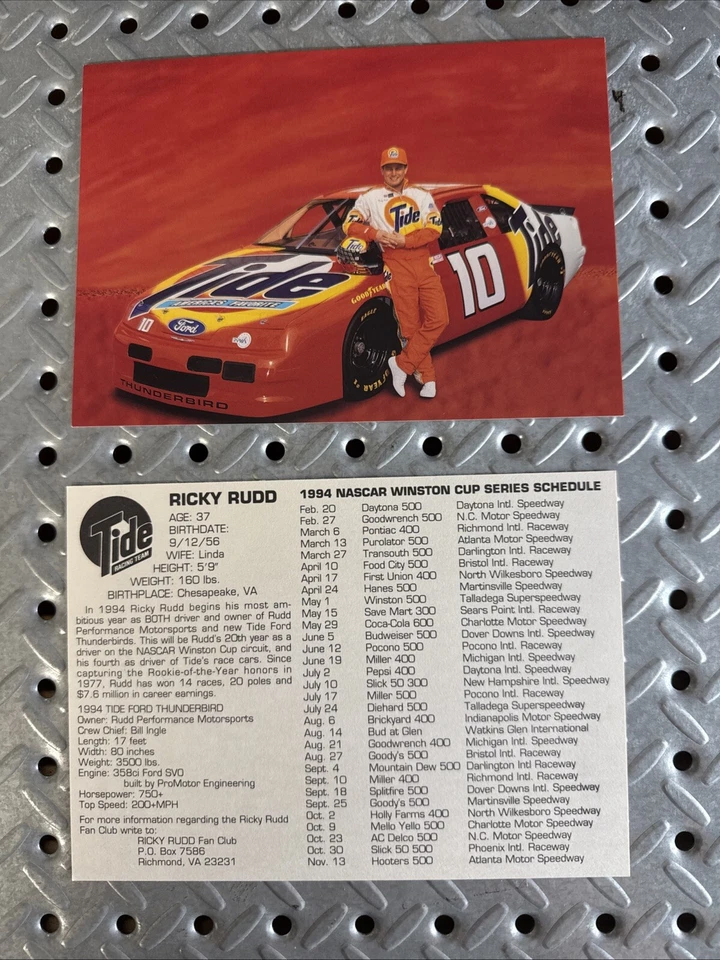 Tide
Tide
Tide
Tide
AMERICA'S FAVORITE
10
10
Ford
GOODYEAR
GOODYEAR
#1
THUNDERBIRD
Tide
RACING TEAM
RICKY RUDD
AGE: 37
BIRTHDATE:
9/12/56
WIFE: Linda
HEIGHT: 5'9"
WEIGHT: 160 lbs.
BIRTHPLACE: Chesapeake, VA
In 1994 Ricky Rudd begins his most am-
bitious year as BOTH driver and owner of Rudd
Performance Motorsports and new Tide Ford
Thunderbirds. This will be Rudd's 20th year as a
driver on the NASCAR Winston Cup circuit, and
his fourth as driver of Tide's race cars. Since
capturing the Rookie-of-the-Year honors in
1977, Rudd has won 14 races, 20 poles and
$7.6 million in career earnings.
1994 TIDE FORD THUNDERBIRD
Owner: Rudd Performance Motorsports
Crew Chief: Bill Ingle
Length: 17 feet
Width: 80 inches
Weight: 3500 lbs.
Engine: 358ci Ford SVO
built by ProMotor Engineering
Horsepower: 750+
Top Speed: 200+MPH
For more information regarding the Ricky Rudd
Fan Club write to:
RICKY RUDD Fan Club
P.O. Box 7586
Richmond, VA 23231
1994 NASCAR WINSTON CUP SERIES SCHEDULE
Feb. 20 Daytona 500 Daytona Intl. Speedway
Feb. 27 Goodwrench 500 N.C. Motor Speedway
March 6 Pontiac 400 Richmond Intl. Raceway
March 13 Purolator 500 Atlanta Motor Speedway
March 27 Transouth 500 Darlington Intl. Raceway
April 10 Food City 500 Bristol Intl. Raceway
April 17 First Union 400 North Wilkesboro Speedway
April 24 Hanes 500 Martinsville Speedway
May 1 Winston 500 Talladega Superspeedway
May 15 Save Mart 300 Sears Point Intl. Raceway
May 29 Coca-Cola 600 Charlotte Motor Speedway
June 5 Budweiser 500 Dover Downs Intl. Speedway
June 12 Pocono 500 Pocono Intl. Raceway
June 19 Miller 400 Michigan Intl. Speedway
July 2 Pepsi 400 Daytona Intl. Speedway
July 10 Slick 50 300 New Hampshire Intl. Speedway
July 17 Miller 500 Pocono Intl. Raceway
July 24 Diehard 500 Talladega Superspeedway
Aug. 6 Brickyard 400 Indianapolis Motor Speedway
Aug. 14 Bud at Glen Watkins Glen International
Aug. 21 Goodwrench 400 Michigan Intl. Speedway
Aug. 27 Goody's 500 Bristol Intl. Raceway
Sept. 4 Mountain Dew 500 Darlington Intl. Raceway
Sept. 10 Miller 400 Richmond Intl. Raceway
Sept. 18 Splitfire 500 Dover Downs Intl. Speedway
Sept. 25 Goody's 500 Martinsville Speedway
Oct. 2 Holly Farms 400 North Wilkesboro Speedway
Oct. 9 Mello Yello 500 Charlotte Motor Speedway
Oct. 23 AC Delco 500 N.C. Motor Speedway
Oct. 30 Slick 50 500 Phoenix Intl. Raceway
Nov. 13 Hooters 500 Atlanta Motor Speedway